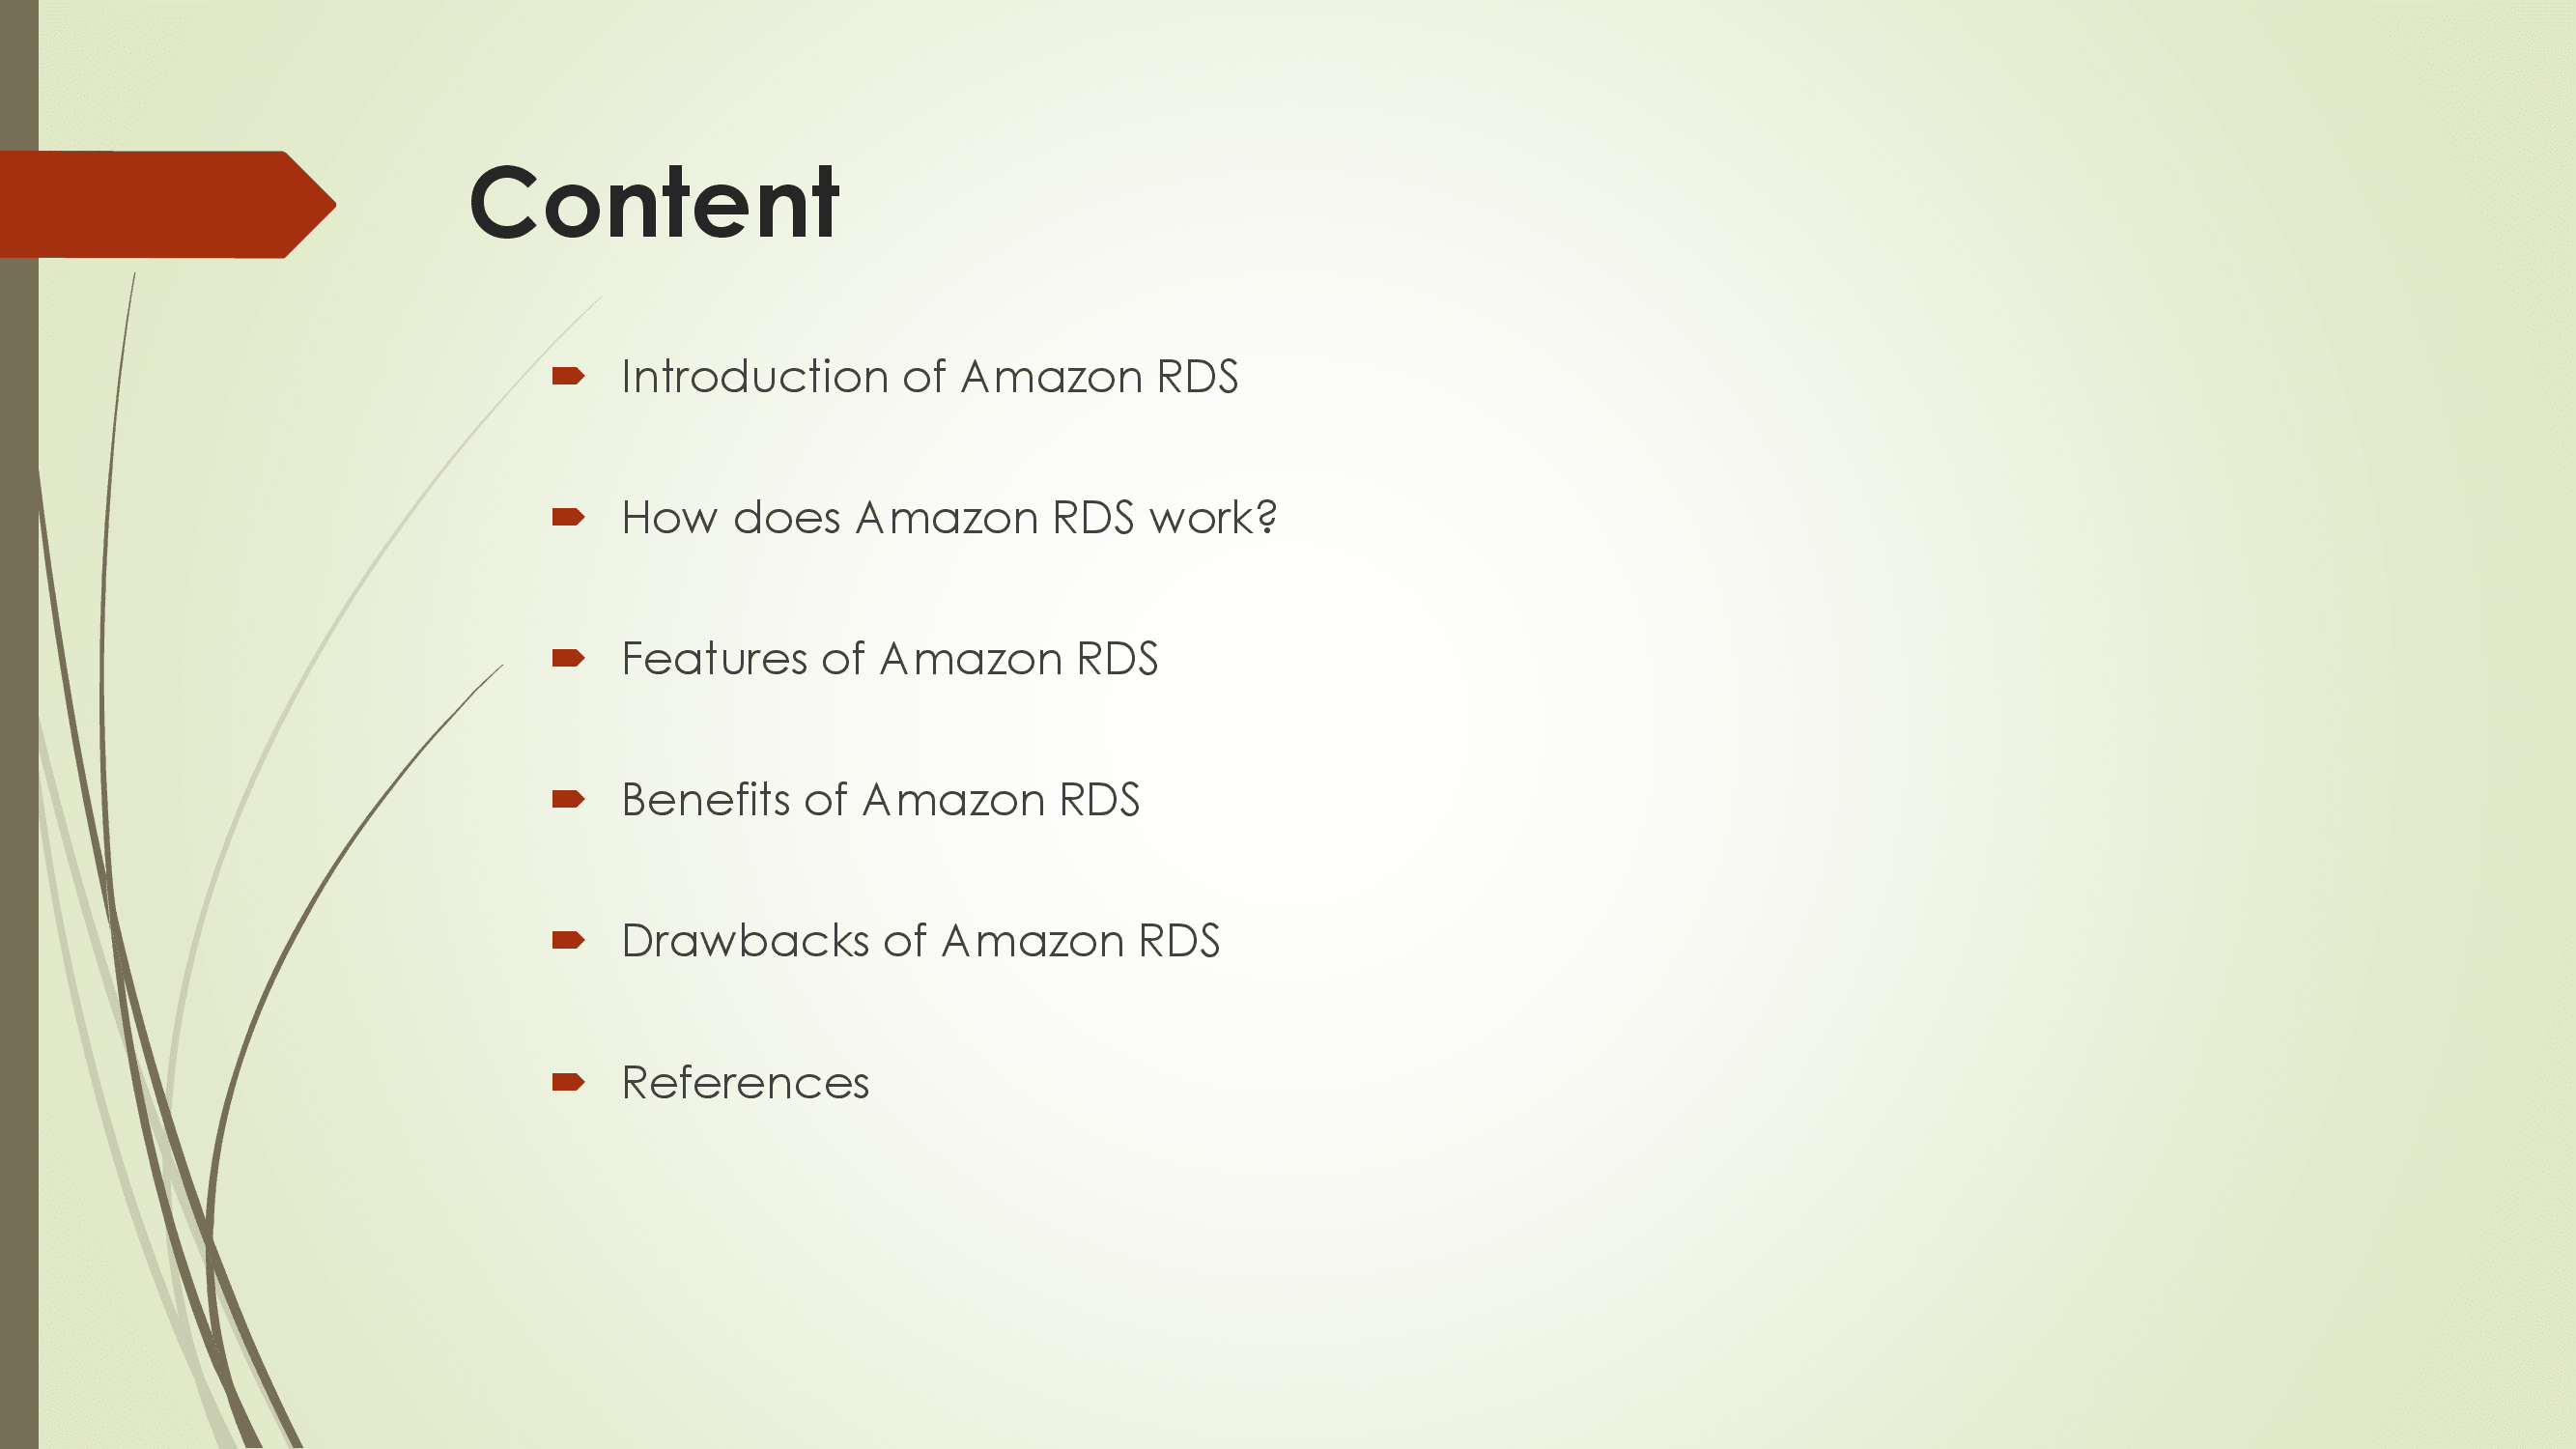 Content
Introduction of Amazon RDS
How does Amazon RDS work?
Features of Amazon RDS
Benefits of Amazon RDS
Drawbacks of Amazon RDS
References